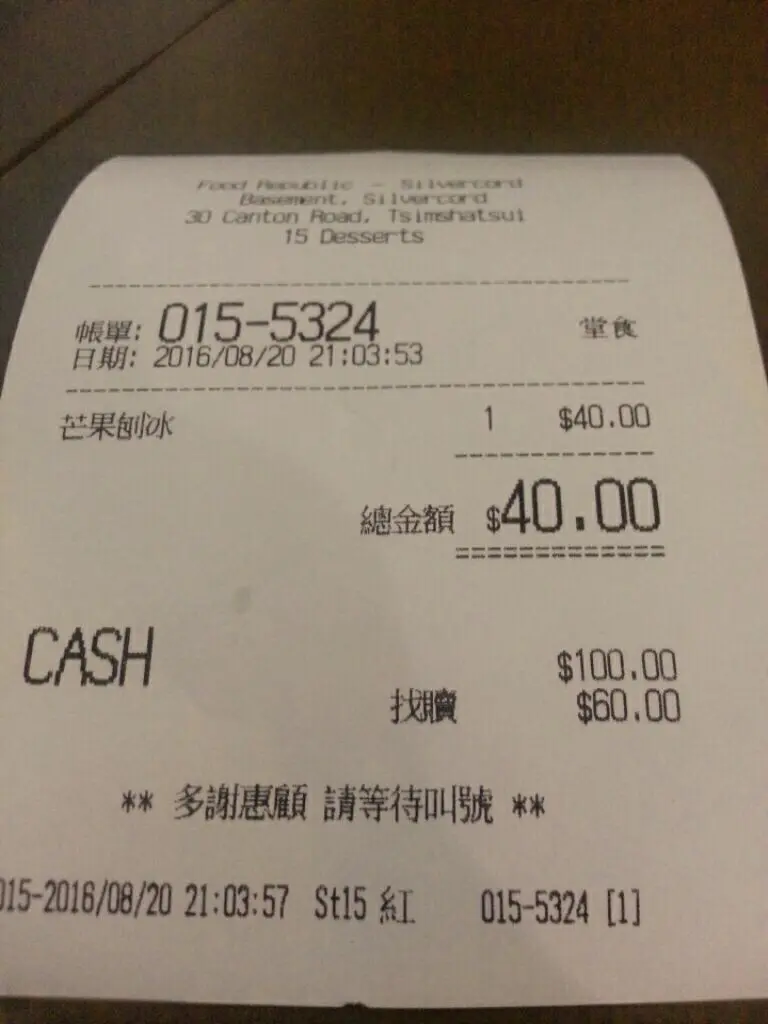 Food Republic - Silvercord
Basement, Silvercord
30 Canton Road, Tsimshatsui
15 Desserts
帳單: 015-5324 堂食
日期: 2016/08/20 21:03:53
芒果刨冰 1 $40.00
總金額 $40.00
CASH $100.00
找贖 $60.00
** 多謝惠顧 請等待叫號 **
015-2016/08/20 21:03:57 St15 紅 015-5324 [1]